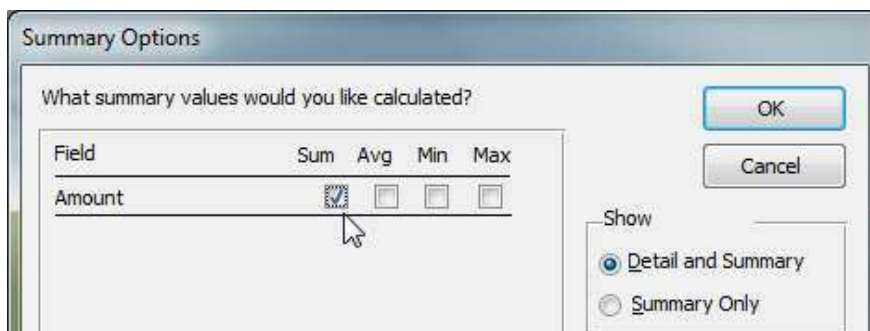 Summary Options
What summary values would you like calculated?
OK
Field Sum Avg Min Max
Cancel
Amount
Show
Detail and Summary
Summary Only